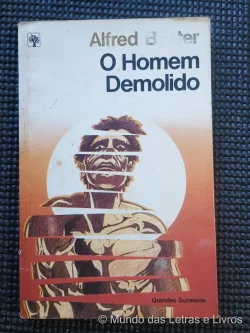 Alfred
O Homem
Demolido
Grandes Sucessos
© Mundo das Letras e Livros